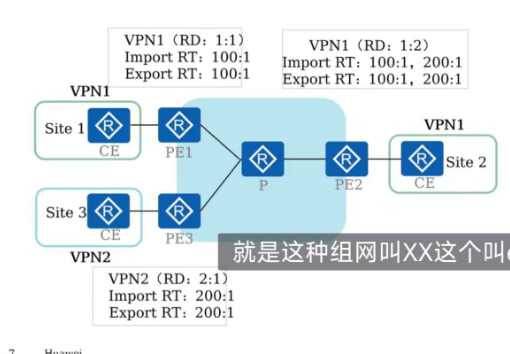 VPN1（RD：1:1）
Import RT：100:1
Export RT：100:1
VPN1（RD：1:2）
Import RT：100:1，200:1
Export RT：100:1，200:1
VPN1
VPN1
Site 1
R
R
CE
PE1
R
R
R
Site 2
P
PE2
CE
Site 3
R
R
CE
PE3
VPN2
就是这种组网叫XX这个叫
VPN2（RD：2:1）
Import RT：200:1
Export RT：200:1
7 Huawei